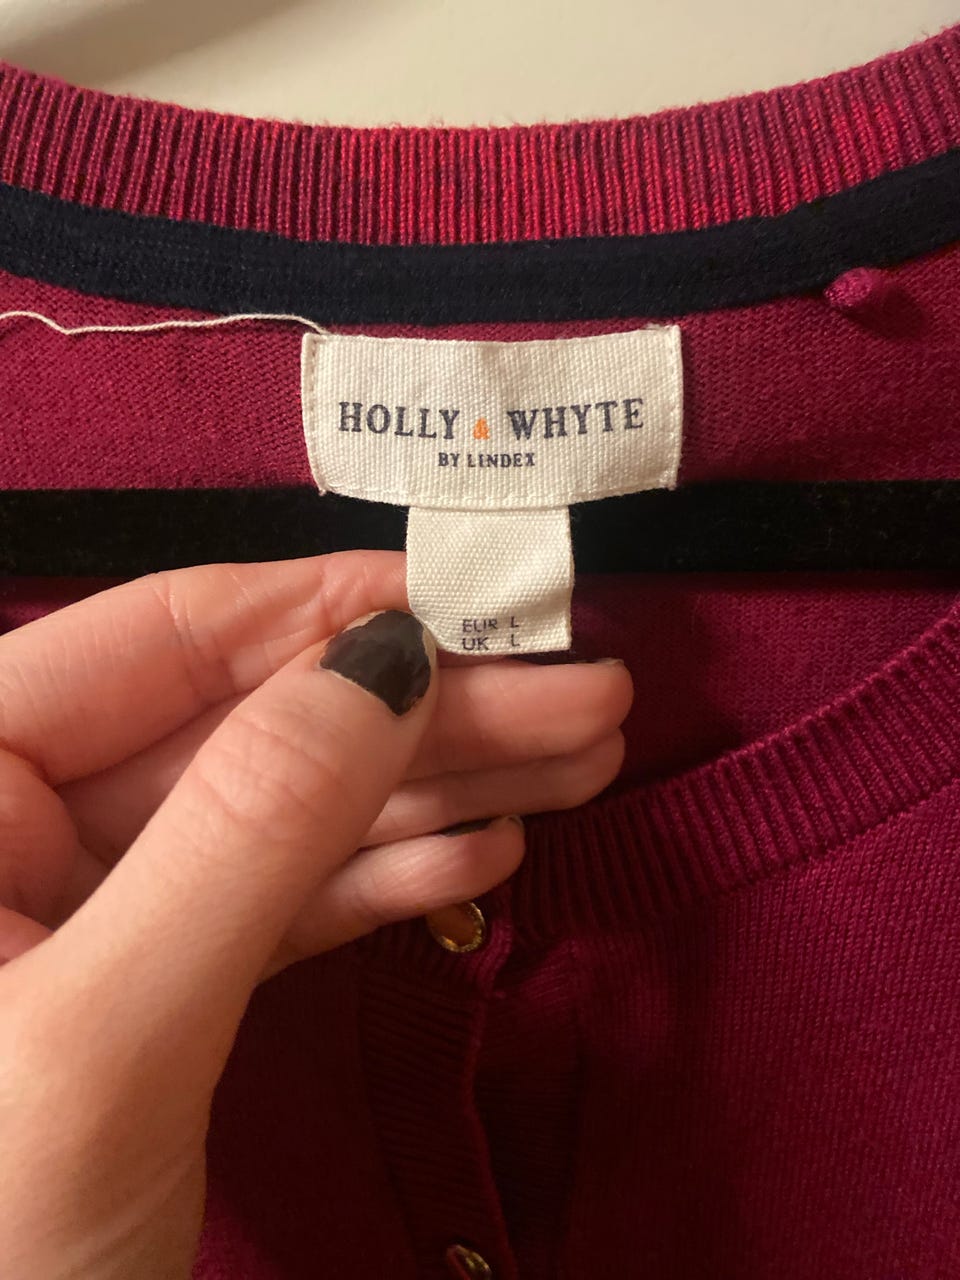 HOLLY & WHYTE
BY LINDEX
EUR L
UK L